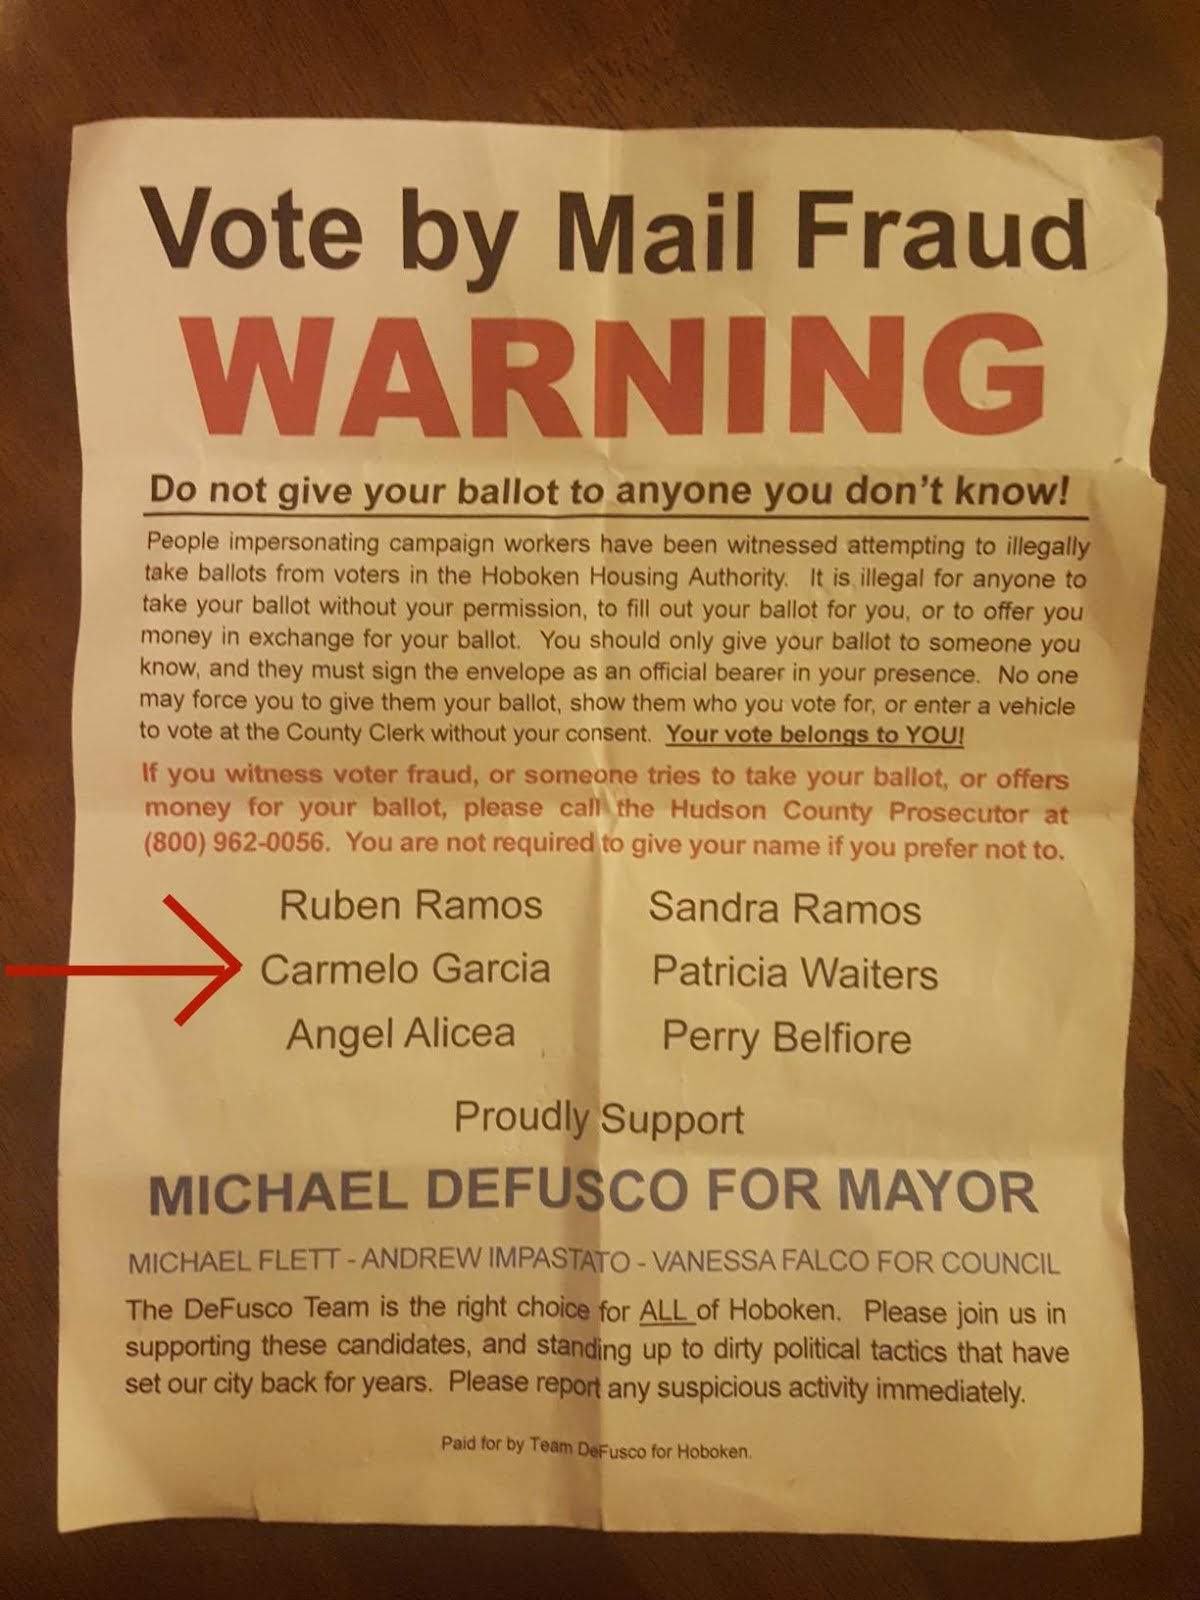 Vote by Mail Fraud
WARNING
Do not give your ballot to anyone you don't know!
People impersonating campaign workers have been witnessed attempting to illegally
take ballots from voters in the Hoboken Housing Authority. It is illegal for anyone to
take your ballot without your permission, to fill out your ballot for you, or to offer you
money in exchange for your ballot. You should only give your ballot to someone you
know, and they must sign the envelope as an official bearer in your presence. No one
may force you to give them your ballot, show them who you vote for, or enter a vehicle
to vote at the County Clerk without your consent. Your vote belongs to YOU!
If you witness voter fraud, or someone tries to take your ballot, or offers
money for your ballot, please call the Hudson County Prosecutor at
(800) 962-0056. You are not required to give your name if you prefer not to.
Ruben Ramos Sandra Ramos
Carmelo Garcia Patricia Waiters
Angel Alicea Perry Belfiore
Proudly Support
MICHAEL DEFUSCO FOR MAYOR
MICHAEL FLETT - ANDREW IMPASTATO - VANESSA FALCO FOR COUNCIL
The DeFusco Team is the right choice for ALL of Hoboken. Please join us in
supporting these candidates, and standing up to dirty political tactics that have
set our city back for years. Please report any suspicious activity immediately.
Paid for by Team DeFusco for Hoboken.